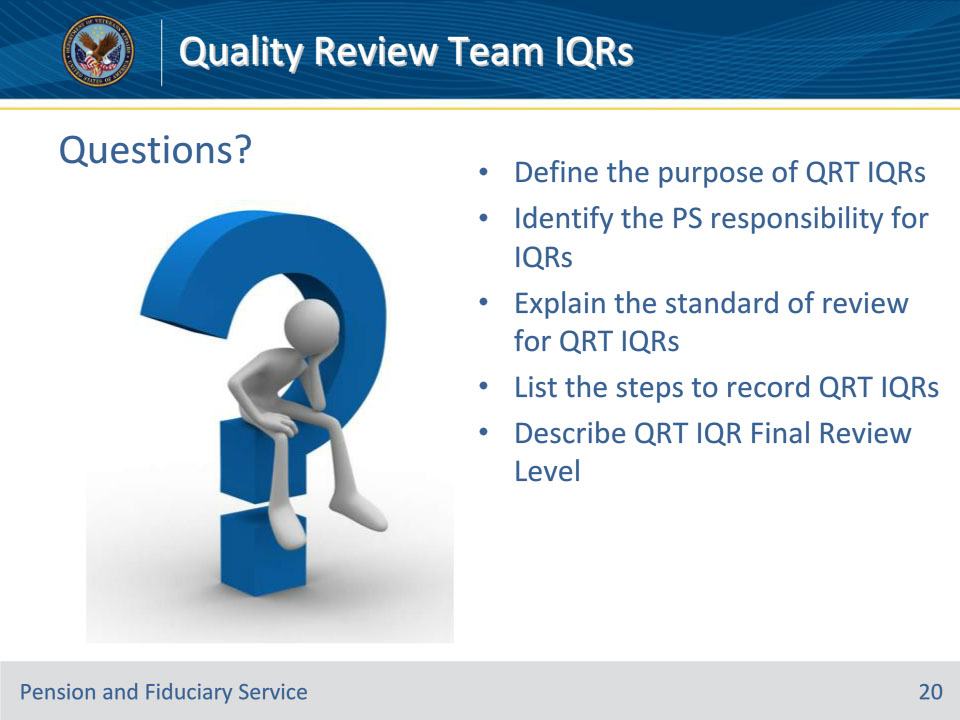 Quality Review Team IQRs
Questions?
• Define the purpose of QRT IQRs
• Identify the PS responsibility for
IQRs
• Explain the standard of review
for QRT IQRs
• List the steps to record QRT IQRs
• Describe QRT IQR Final Review
Level
Pension and Fiduciary Service
20